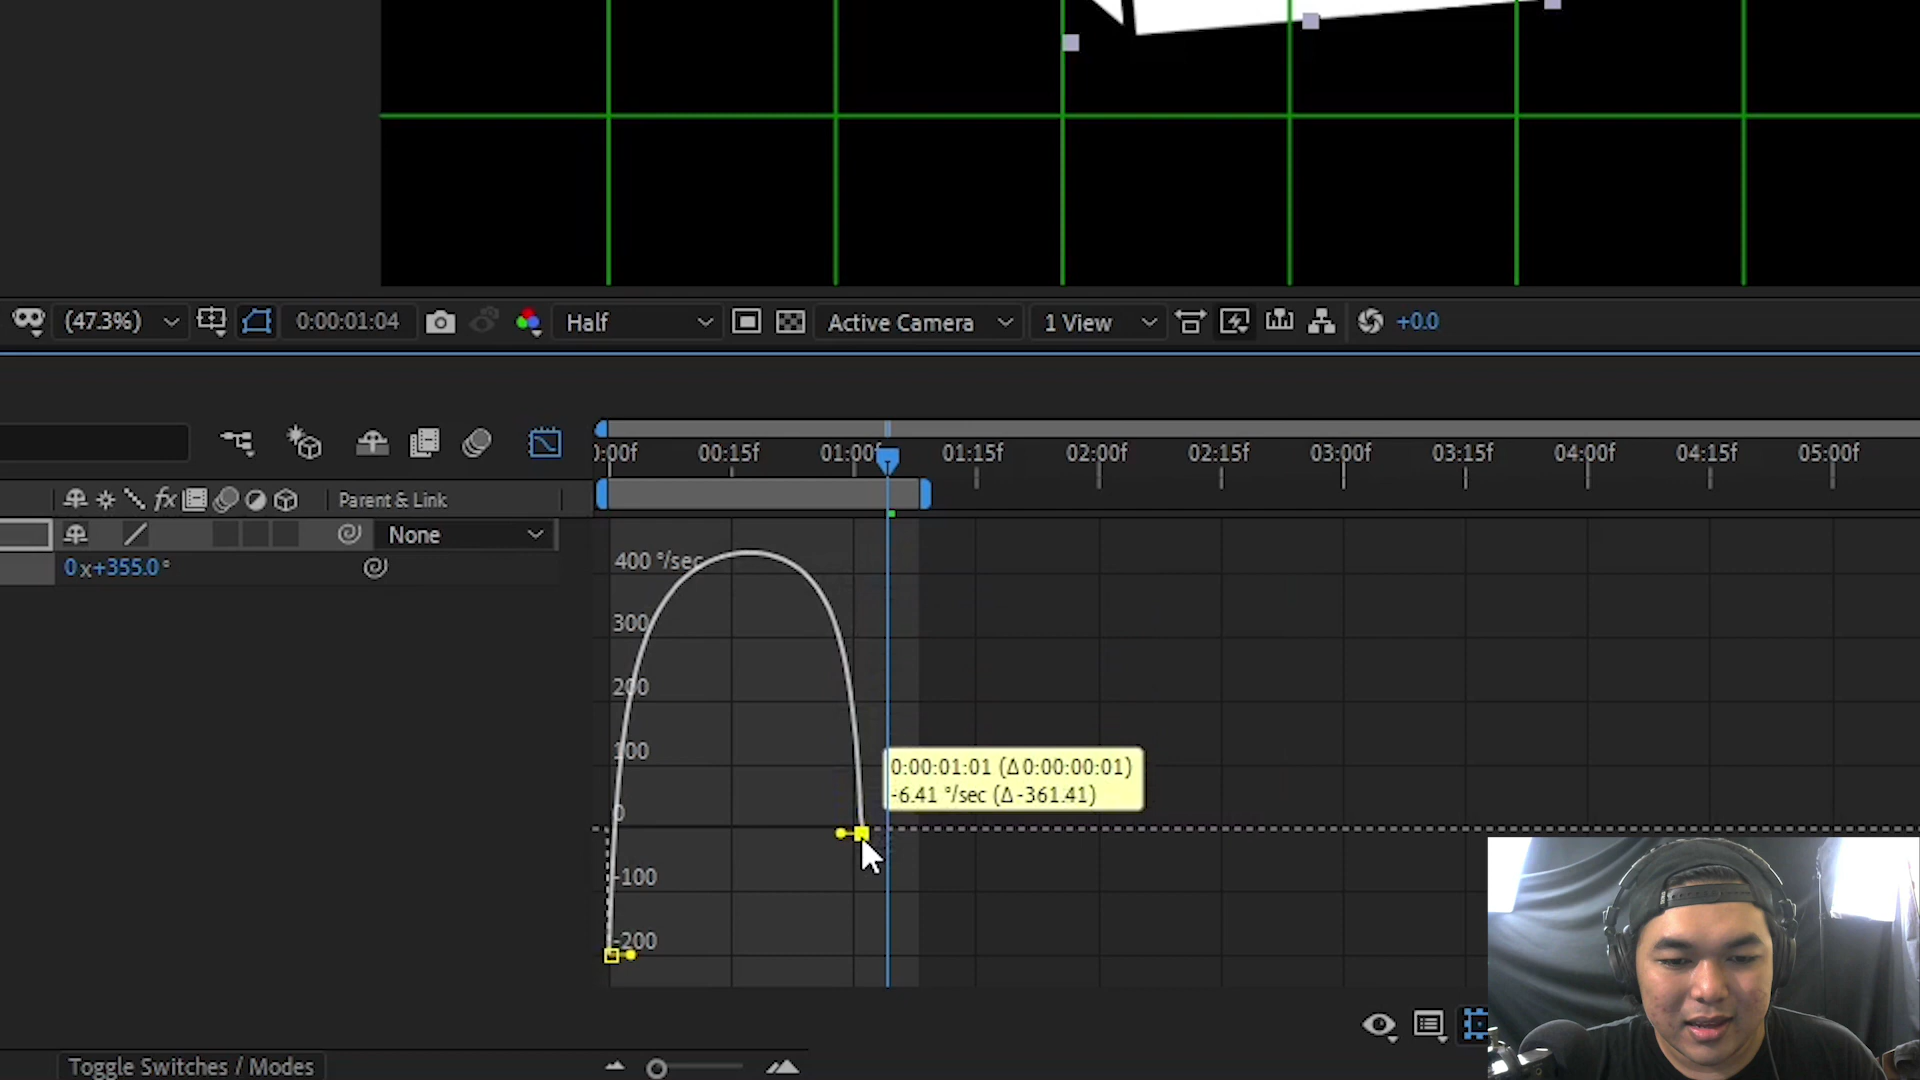 (47.3%)
0:00:01:04
Half
Active Camera
1 View
+0.0
):00f
00:15f
01:00f
01:15f
02:00f
02:15f
03:00f
03:15f
04:00f
04:15f
05:00f
fx
Parent & Link
None
0x+355.0°
400 °/sec
300
200
100
0
-100
-200
0:00:01:01 (Δ0:00:00:01)
-6.41 °/sec (Δ-361.41)
Toggle Switches / Modes